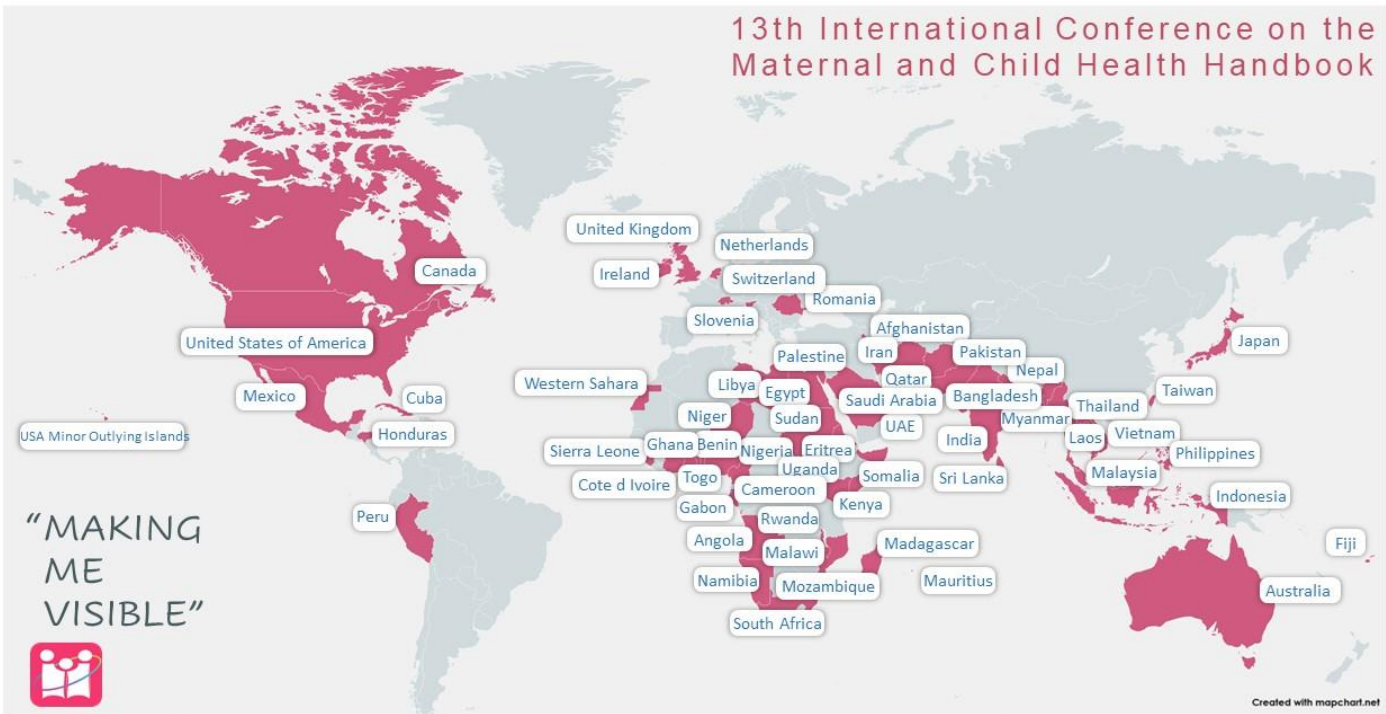 13th International Conference on the
Maternal and Child Health Handbook
United Kingdom
Netherlands
Ireland
Canada
Switzerland
Romania
Slovenia
Afghanistan
United States of America
Japan
Palestine
Iran
Pakistan
Nepal
Western Sahara
Libya
Egypt
Qatar
Mexico
Cuba
Saudi Arabia
Bangladesh
Taiwan
Thailand
Niger
Sudan
UAE
Myanmar
USA Minor Outlying Islands
Honduras
India
Laos
Vietnam
Sierra Leone
Ghana
Benin
Nigeria
Eritrea
Philippines
Uganda
Somalia
Sri Lanka
Malaysia
Cote d Ivoire
Togo
Cameroon
Indonesia
Gabon
Kenya
Peru
Rwanda
"MAKING
ME
VISIBLE"
Angola
Malawi
Madagascar
Fiji
Namibia
Mozambique
Mauritius
Australia
South Africa
Created with mapchart.net